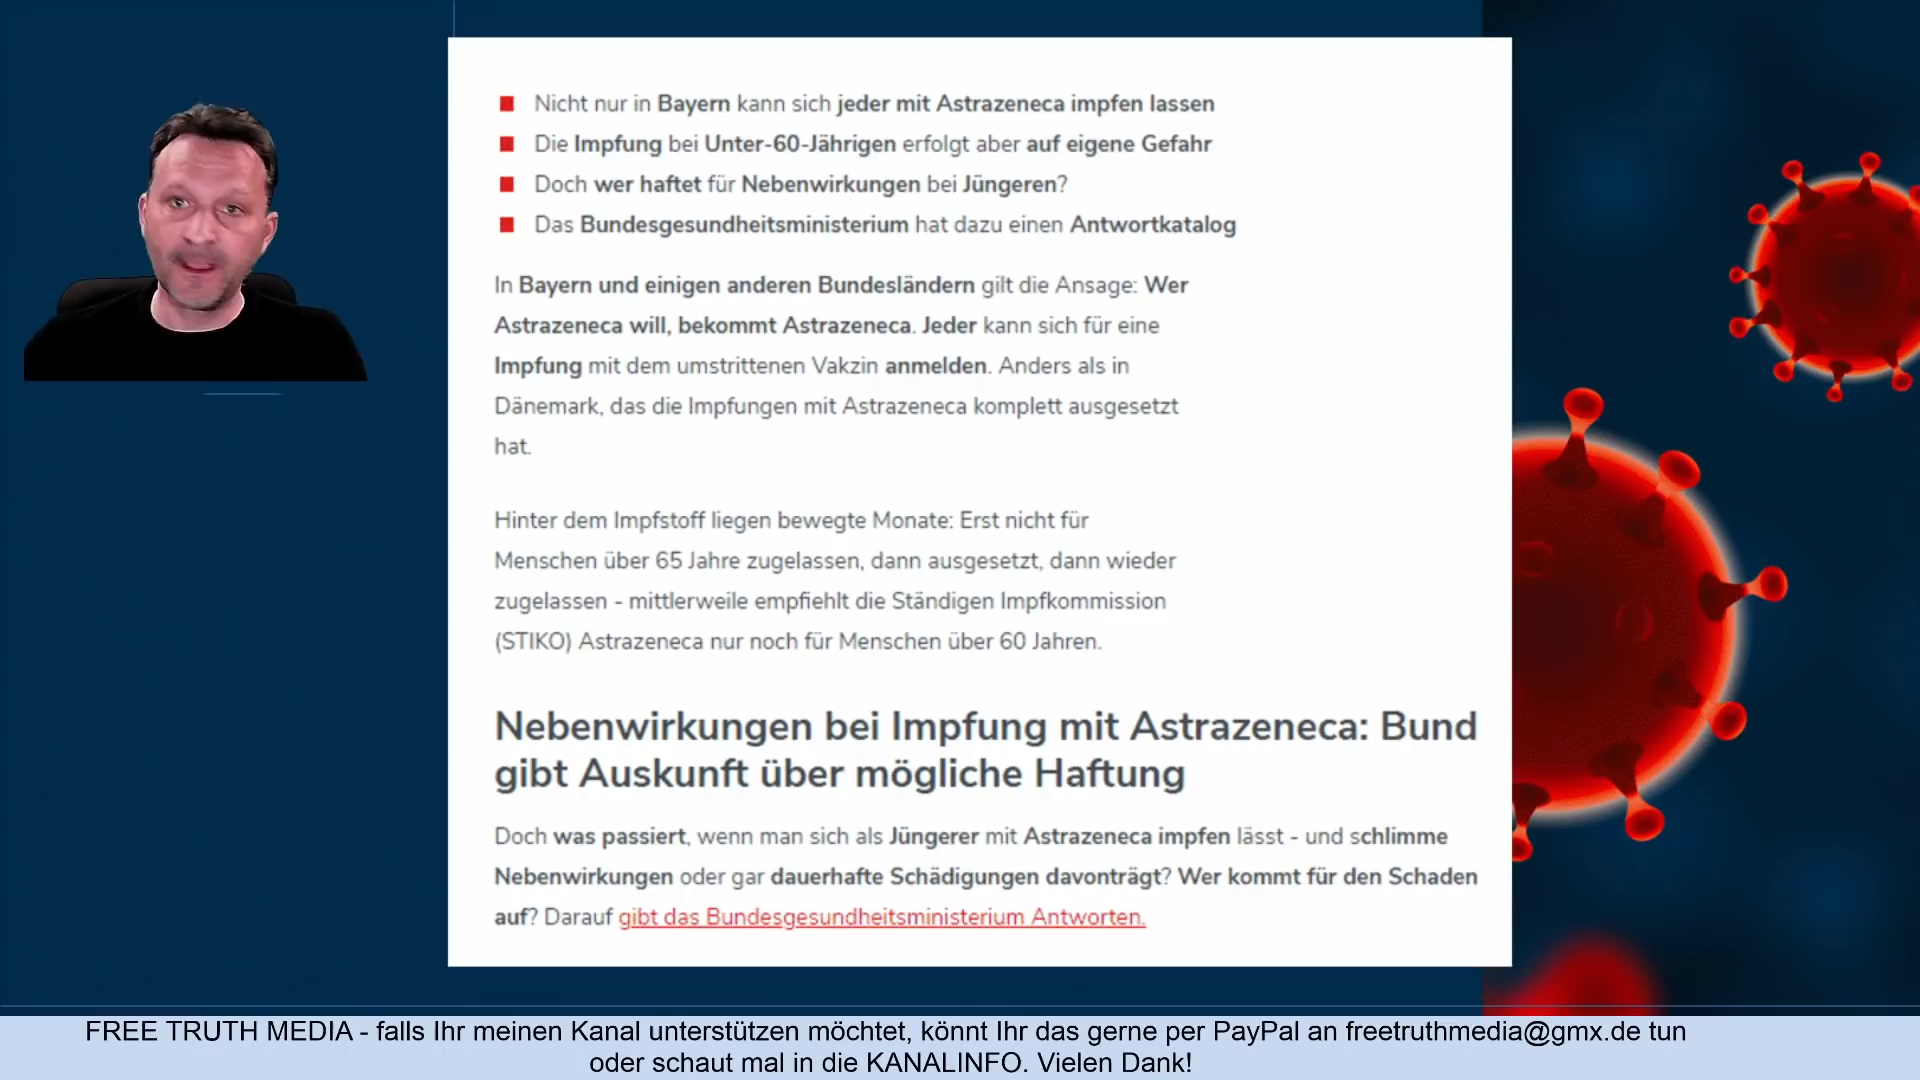 Nicht nur in Bayern kann sich jeder mit Astrazeneca impfen lassen
Die Impfung bei Unter-60-Jährigen erfolgt aber auf eigene Gefahr
Doch wer haftet für Nebenwirkungen bei Jüngeren?
Das Bundesgesundheitsministerium hat dazu einen Antwortkatalog
In Bayern und einigen anderen Bundesländern gilt die Ansage: Wer
Astrazeneca will, bekommt Astrazeneca. Jeder kann sich für eine
Impfung mit dem umstrittenen Vakzin anmelden. Anders als in
Dänemark, das die Impfungen mit Astrazeneca komplett ausgesetzt
hat.
Hinter dem Impfstoff liegen bewegte Monate: Erst nicht für
Menschen über 65 Jahre zugelassen, dann ausgesetzt, dann wieder
zugelassen - mittlerweile empfiehlt die Ständigen Impfkommission
(STIKO) Astrazeneca nur noch für Menschen über 60 Jahren.
Nebenwirkungen bei Impfung mit Astrazeneca: Bund
gibt Auskunft über mögliche Haftung
Doch was passiert, wenn man sich als Jüngerer mit Astrazeneca impfen lässt - und schlimme
Nebenwirkungen oder gar dauerhafte Schädigungen davonträgt? Wer kommt für den Schaden
auf? Darauf gibt das Bundesgesundheitsministerium Antworten.
FREE TRUTH MEDIA - falls Ihr meinen Kanal unterstützen möchtet, könnt Ihr das gerne per PayPal an freetruthmedia@gmx.de tun
oder schaut mal in die KANALINFO. Vielen Dank!